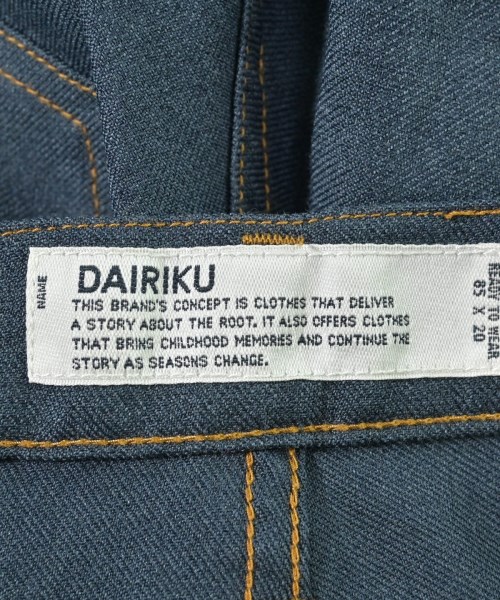 NAME
DAIRIKU
THIS BRAND'S CONCEPT IS CLOTHES THAT DELIVER
A STORY ABOUT THE ROOT. IT ALSO OFFERS CLOTHES
THAT BRING CHILDHOOD MEMORIES AND CONTINUE THE
STORY AS SEASONS CHANGE.
READY TO WEAR
85 X 20